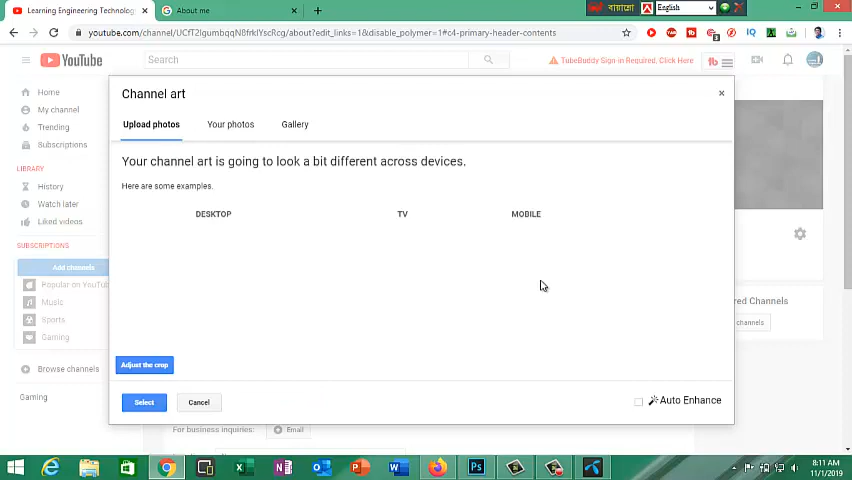 Learning Engineering Technology
About me
বায়ান্নো
English
youtube.com/channel/UCfT2lgumbqqN8frklYscRcg/about?edit_links=1&disable_polymer=1#c4-primary-header-contents
YouTube
Search
TubeBuddy Sign-in Required, Click Here
tb
Home
My channel
Trending
Subscriptions
LIBRARY
History
Watch later
Liked videos
SUBSCRIPTIONS
Add channels
Popular on YouTub
Music
Sports
Gaming
Browse channels
Gaming
Channel art
Upload photos
Your photos
Gallery
Your channel art is going to look a bit different across devices.
Here are some examples.
DESKTOP
TV
MOBILE
Adjust the crop
Select
Cancel
Auto Enhance
red Channels
channels
For business inquiries:
Email
8:11 AM
11/1/2019